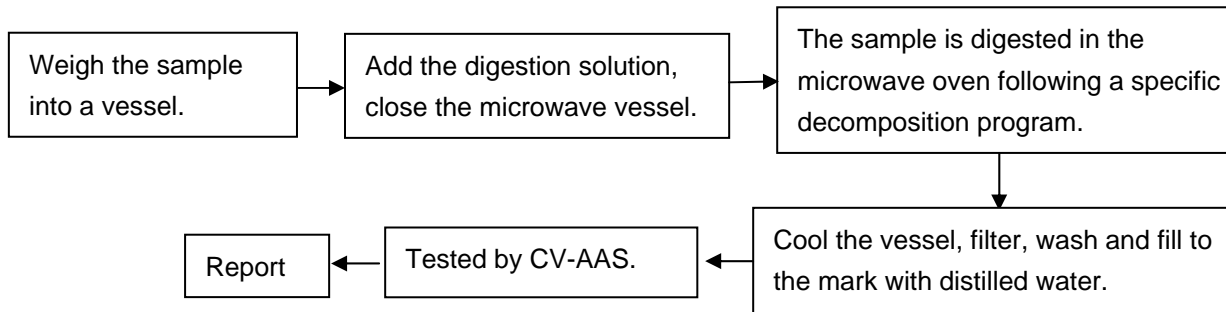 Weigh the sample
into a vessel.
Add the digestion solution,
close the microwave vessel.
The sample is digested in the
microwave oven following a specific
decomposition program.
Cool the vessel, filter, wash and fill to
the mark with distilled water.
Tested by CV-AAS.
Report